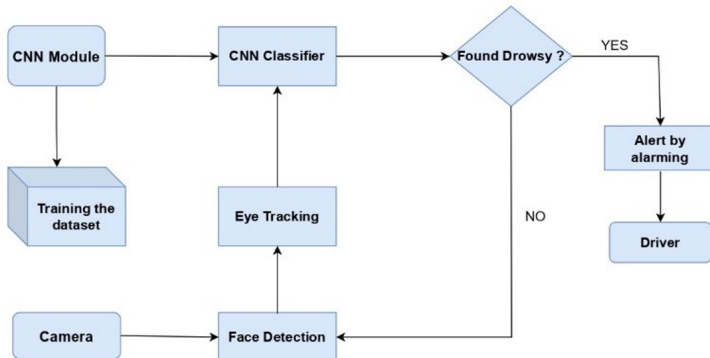 CNN Module
CNN Classifier
Found Drowsy ?
YES
Alert by
alarming
Training the
dataset
Eye Tracking
NO
Driver
Camera
Face Detection